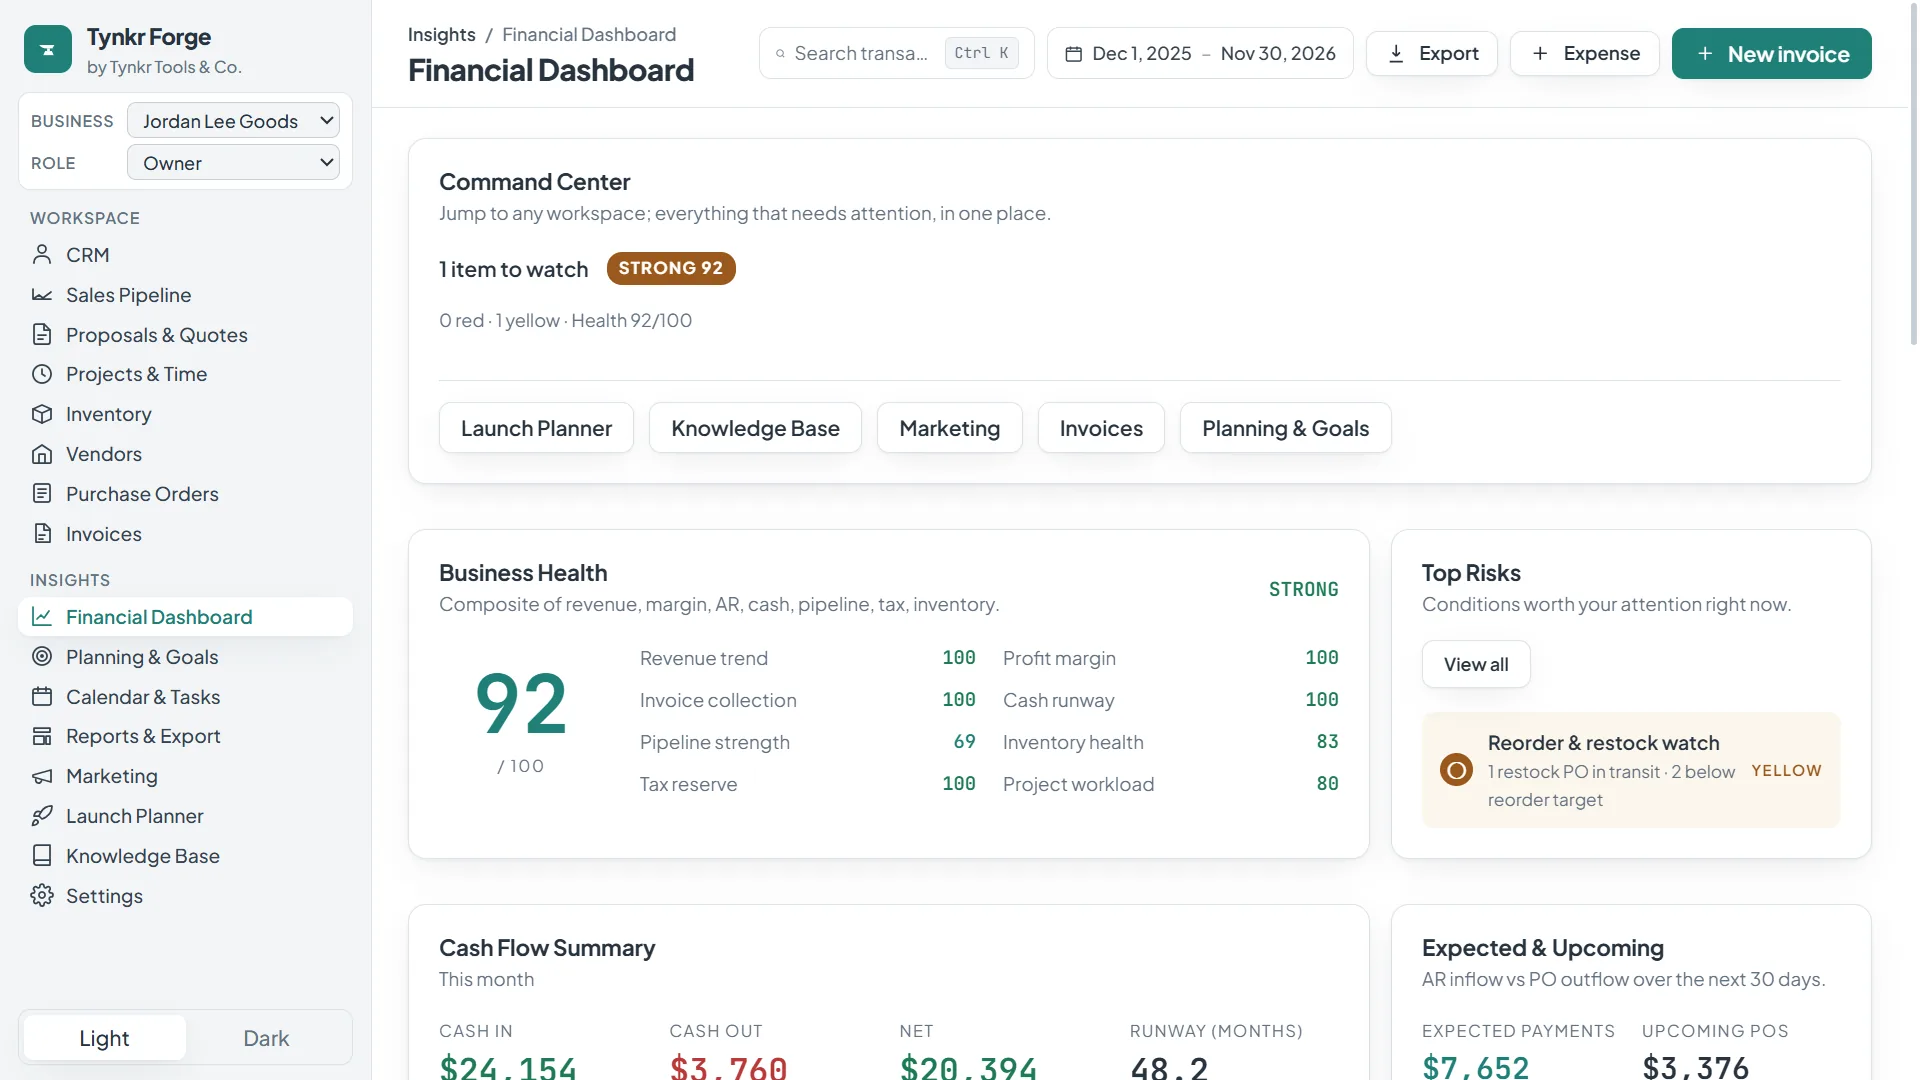 Tynkr Forge
by Tynkr Tools & Co.
BUSINESS
Jordan Lee Goods
ROLE
Owner
WORKSPACE
CRM
Sales Pipeline
Proposals & Quotes
Projects & Time
Inventory
Vendors
Purchase Orders
Invoices
INSIGHTS
Financial Dashboard
Planning & Goals
Calendar & Tasks
Reports & Export
Marketing
Launch Planner
Knowledge Base
Settings
Light
Dark
Insights / Financial Dashboard
Financial Dashboard
Search transa...
Ctrl K
Dec 1, 2025 – Nov 30, 2026
Export
+ Expense
+ New invoice
Command Center
Jump to any workspace; everything that needs attention, in one place.
1 item to watch
STRONG 92
0 red · 1 yellow · Health 92/100
Launch Planner
Knowledge Base
Marketing
Invoices
Planning & Goals
Business Health
Composite of revenue, margin, AR, cash, pipeline, tax, inventory.
STRONG
92
/ 100
Revenue trend 100
Profit margin 100
Invoice collection 100
Cash runway 100
Pipeline strength 69
Inventory health 83
Tax reserve 100
Project workload 80
Top Risks
Conditions worth your attention right now.
View all
Reorder & restock watch
1 restock PO in transit · 2 below
reorder target
YELLOW
Cash Flow Summary
This month
CASH IN
$24,154
CASH OUT
$3,760
NET
$20,394
RUNWAY (MONTHS)
48.2
Expected & Upcoming
AR inflow vs PO outflow over the next 30 days.
EXPECTED PAYMENTS
$7,652
UPCOMING POS
$3,376